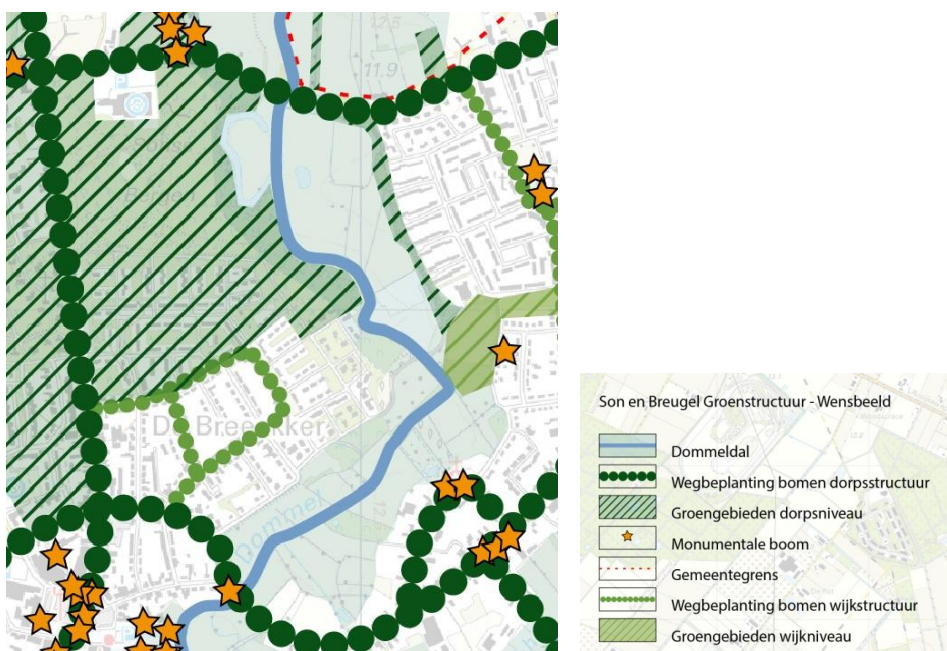 12.5
11.9
De Breeakker
Dommel
Son en Breugel Groenstructuur - Wensbeeld
Dommeldal
Wegbeplanting bomen dorpsstructuur
Groengebieden dorpsniveau
Monumentale boom
Gemeentegrens
Wegbeplanting bomen wijkstructuur
Groengebieden wijkniveau